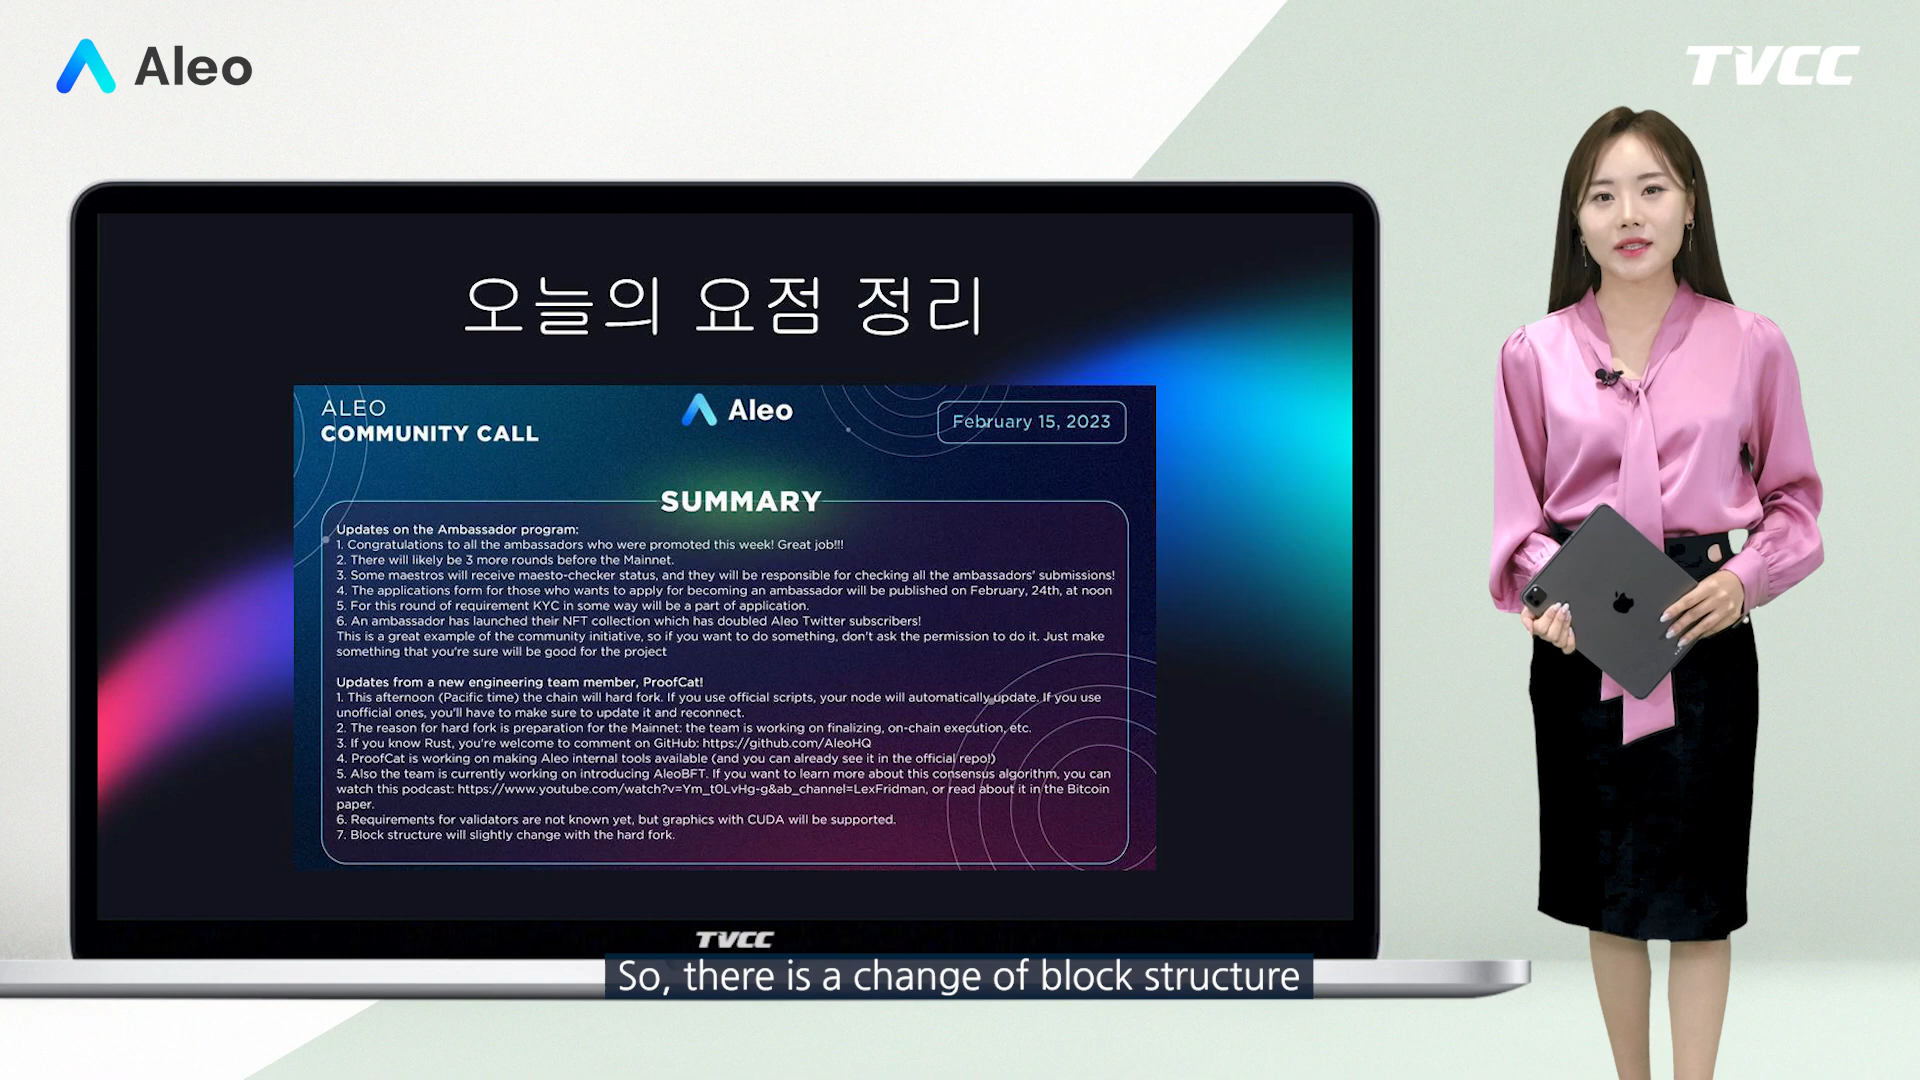 Aleo
TVCC
오늘의 요점 정리
ALEO
COMMUNITY CALL
Aleo
February 15, 2023
SUMMARY
Updates on the Ambassador program:
1. Congratulations to all the ambassadors who were promoted this week! Great job!!!
2. There will likely be 3 more rounds before the Mainnet.
3. Some maestros will receive maesto-checker status, and they will be responsible for checking all the ambassadors' submissions!
4. The applications form for those who wants to apply for becoming an ambassador will be published on February, 24th, at noon
5. For this round of requirement KYC in some way will be a part of application.
6. An ambassador has launched their NFT collection which has doubled Aleo Twitter subscribers!
This is a great example of the community initiative, so if you want to do something, don't ask the permission to do it. Just make
something that you're sure will be good for the project
Updates from a new engineering team member, ProofCat!
1. This afternoon (Pacific time) the chain will hard fork. If you use official scripts, your node will automatically update. If you use
unofficial ones, you'll have to make sure to update it and reconnect.
2. The reason for hard fork is preparation for the Mainnet: the team is working on finalizing, on-chain execution, etc.
3. If you know Rust, you're welcome to comment on GitHub: https://github.com/AleoHQ
4. ProofCat is working on making Aleo internal tools available (and you can already see it in the official repo!)
5. Also the team is currently working on introducing AleoBFT. If you want to learn more about this consensus algorithm, you can
watch this podcast: https://www.youtube.com/watch?v=Ym_t0LvHg-g&ab_channel=LexFridman, or read about it in the Bitcoin
paper.
6. Requirements for validators are not known yet, but graphics with CUDA will be supported.
7. Block structure will slightly change with the hard fork.
TVCC
So, there is a change of block structure